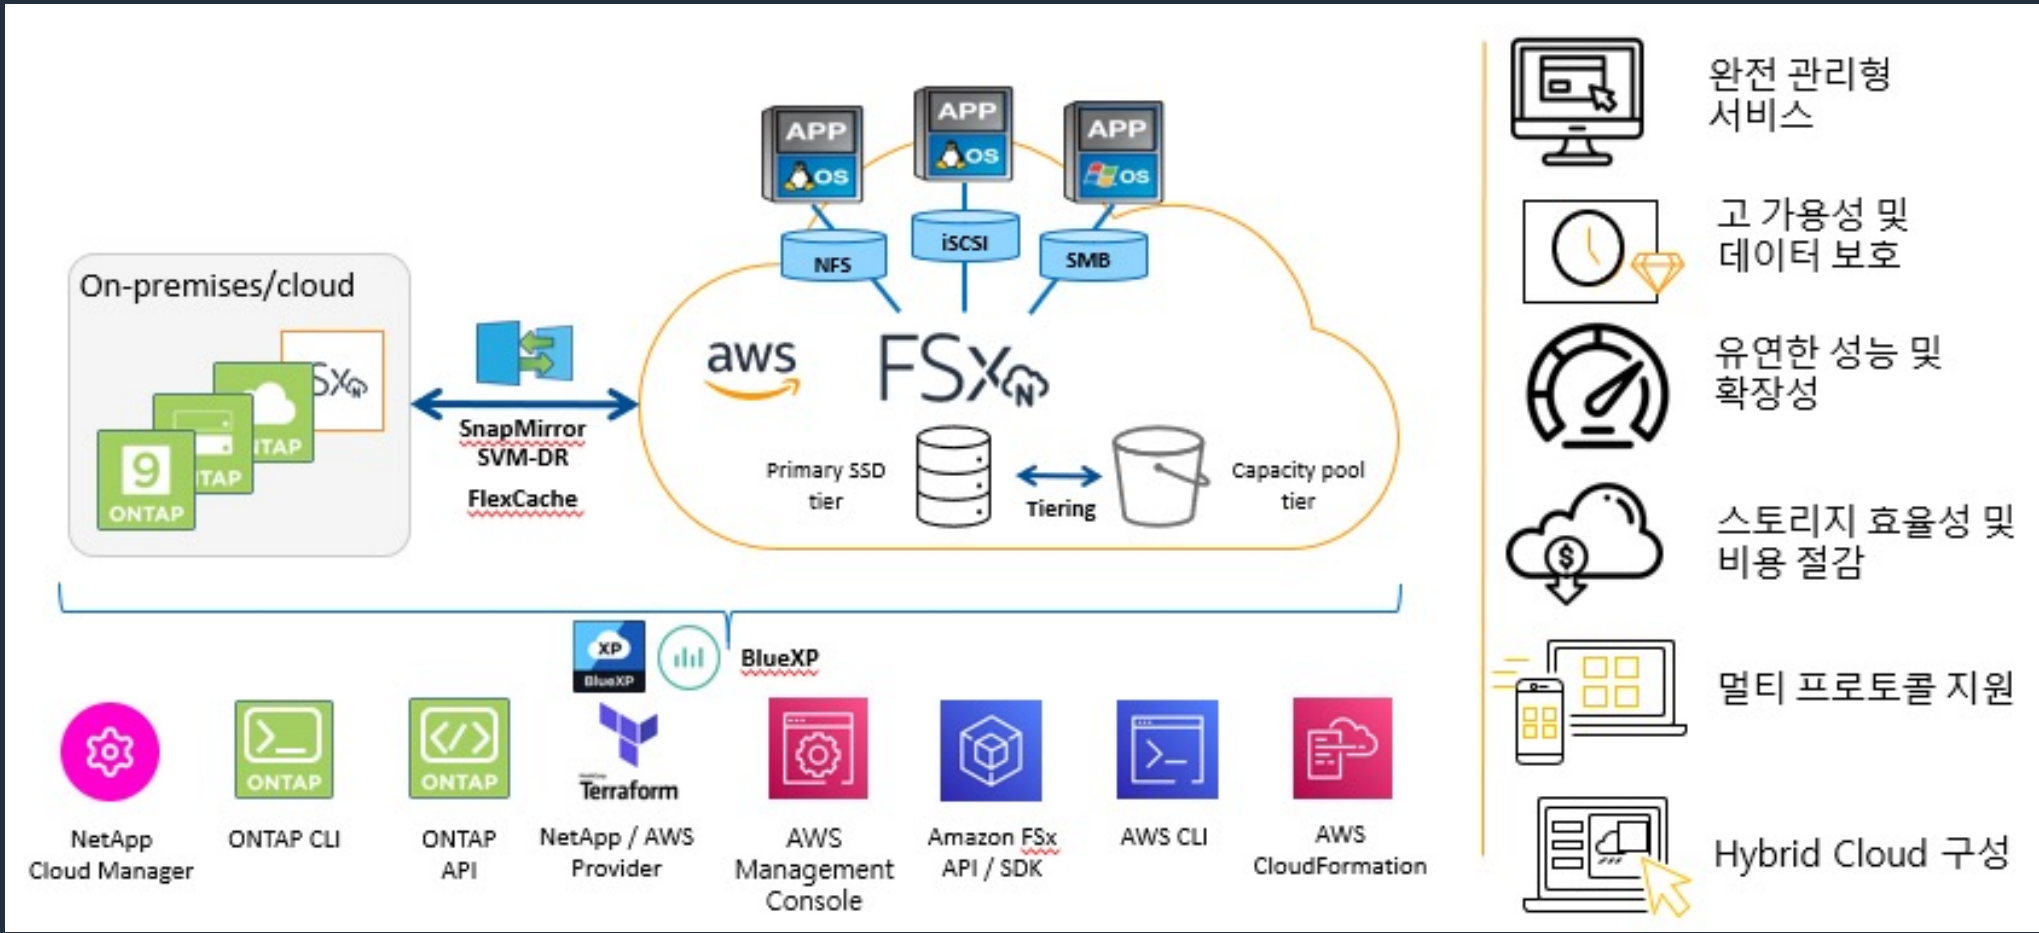 On-premises/cloud
Sx N
NTAP
TAP
9
ONTAP
SnapMirror
SVM-DR
FlexCache
APP
OS
APP
OS
APP
OS
NFS
iSCSI
SMB
aws
FSx N
Primary SSD
tier
Tiering
Capacity pool
tier
XP
BlueXP
BlueXP
ONTAP
ONTAP
Terraform
NetApp
Cloud Manager
ONTAP CLI
ONTAP
API
NetApp / AWS
Provider
AWS
Management
Console
Amazon FSx
API / SDK
AWS CLI
AWS
CloudFormation
완전 관리형
서비스
고 가용성 및
데이터 보호
유연한 성능 및
확장성
$
스토리지 효율성 및
비용 절감
멀티 프로토콜 지원
Hybrid Cloud 구성